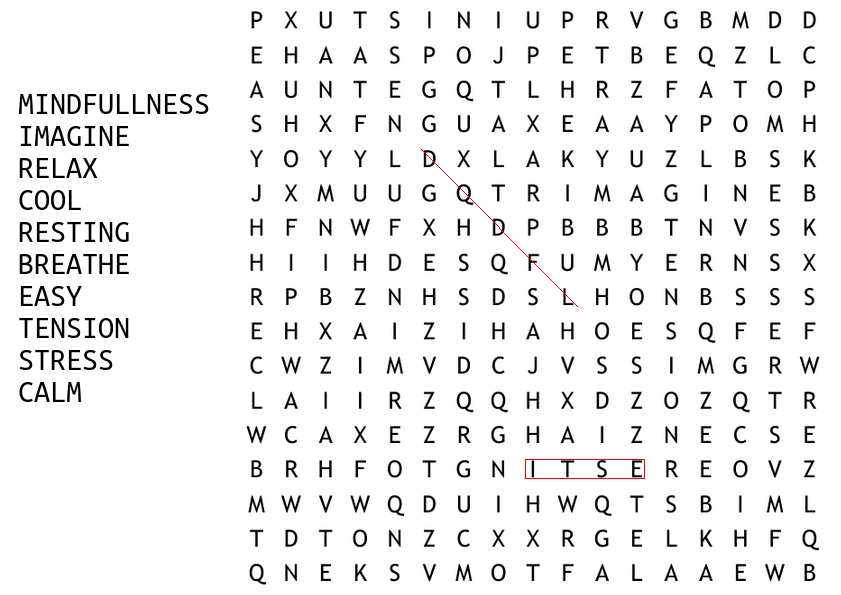 P X U T S I N I U P R V G B M D D
E H A A S P O J P E T B E Q Z L C
A U N T E G Q T L H R Z F A T O P
MINDFULLNESS
S H X F N G U A X E A A Y P O M H
IMAGINE
Y O Y Y L D X L A K Y U Z L B S K
RELAX
J X M U U G Q T R I M A G I N E B
COOL
H F N W F X H D P B B B T N V S K
RESTING
H I I H D E S Q F U M Y E R N S X
BREATHE
R P B Z N H S D S L H O N B S S S
EASY
E H X A I Z I H A H O E S Q F E F
TENSION
C W Z I M V D C J V S S I M G R W
STRESS
L A I I R Z Q Q H X D Z O Z Q T R
CALM
W C A X E Z R G H A I Z N E C S E
B R H F O T G N I T S E R E O V Z
M W V W Q D U I H W Q T S B I M L
T D T O N Z C X X R G E L K H F Q
Q N E K S V M O T F A L A A E W B